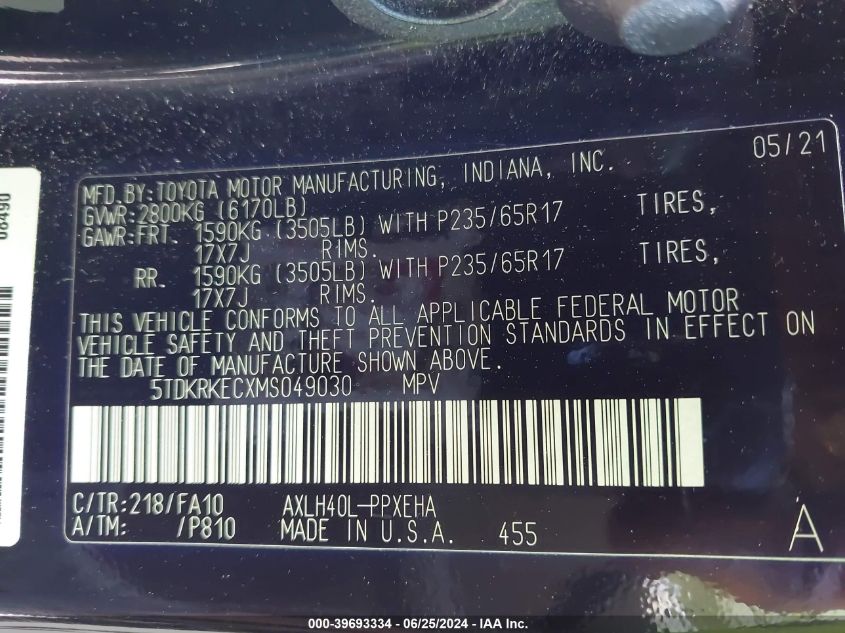 05/21
MFD.BY:TOYOTA MOTOR MANUFACTURING, INDIANA, INC.
GVWR:2800KG (6170LB)
GAWR:FRT. 1590KG (3505LB) WITH P235/65R17 TIRES,
17X7J RIMS.
RR. 1590KG (3505LB) WITH P235/65R17 TIRES,
17X7J RIMS.
THIS VEHICLE CONFORMS TO ALL APPLICABLE FEDERAL MOTOR
VEHICLE SAFETY AND THEFT PREVENTION STANDARDS IN EFFECT ON
THE DATE OF MANUFACTURE SHOWN ABOVE.
5TDKRKECXMS049030 MPV
C/TR:218/FA10 AXLH40L-PPXEHA
A/TM: /P810 MADE IN U.S.A. 455 A
08490
000-39693334 - 06/25/2024 - IAA Inc.